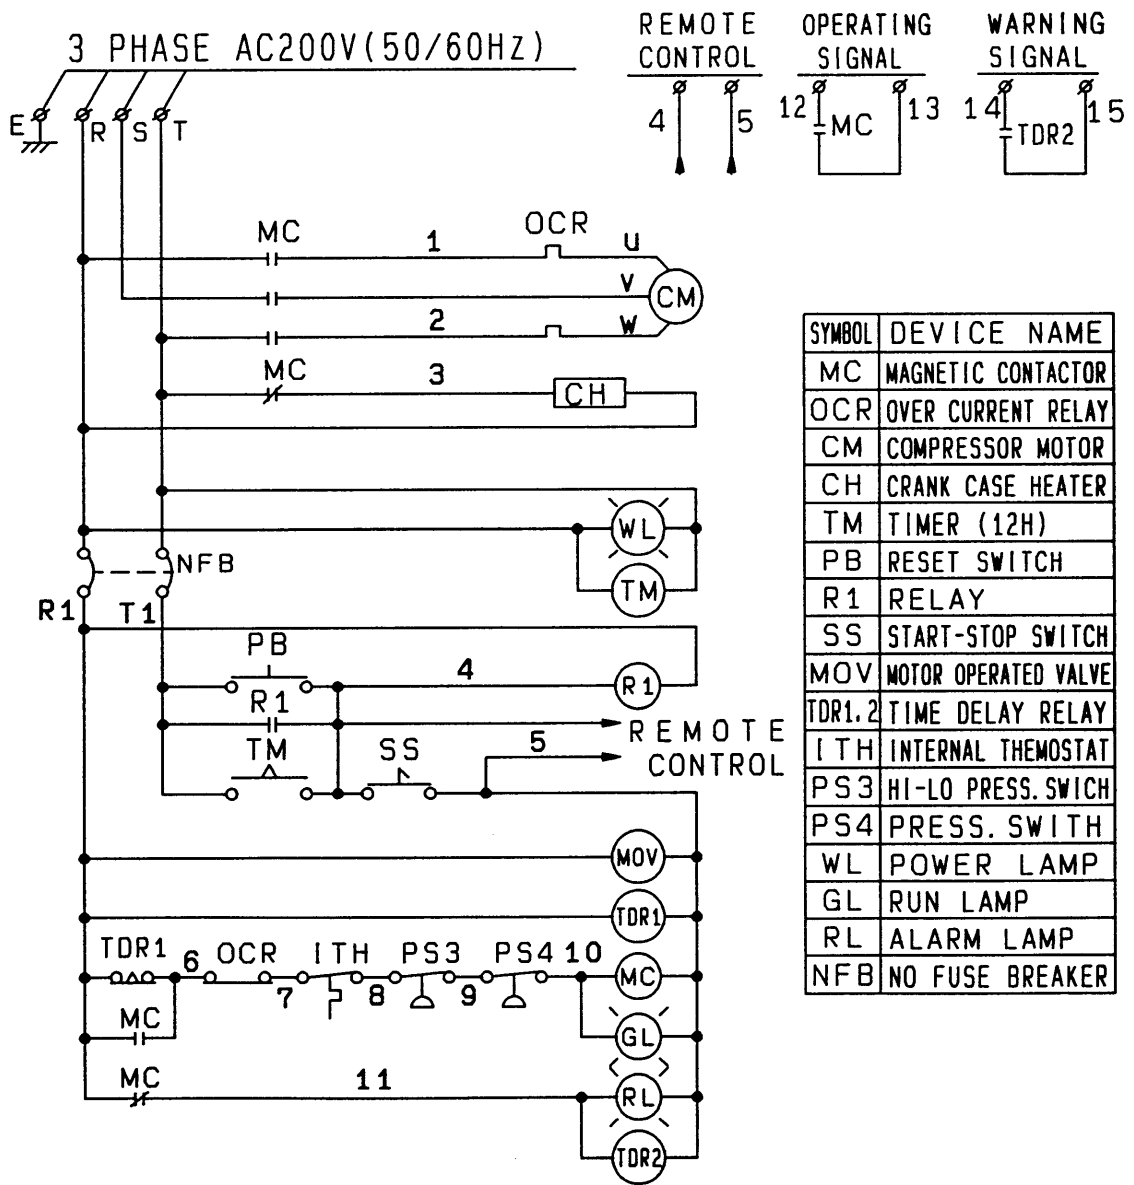 3 PHASE AC200V(50/60Hz)
REMOTE CONTROL
OPERATING SIGNAL
WARNING SIGNAL
E R S T
4 5
12 MC 13
14 TDR2 15
MC 1 OCR U
V CM
2 W
MC 3 CH
WL
NFB
TM
R1 T1
PB 4 R1
R1
REMOTE CONTROL
TM SS 5
MOV
TDR1
TDR1 6 OCR 7 ITH 8 PS3 9 PS4 10 MC
MC GL
MC 11 RL
TDR2
SYMBOL DEVICE NAME
MC MAGNETIC CONTACTOR
OCR OVER CURRENT RELAY
CM COMPRESSOR MOTOR
CH CRANK CASE HEATER
TM TIMER (12H)
PB RESET SWITCH
R1 RELAY
SS START-STOP SWITCH
MOV MOTOR OPERATED VALVE
TDR1.2 TIME DELAY RELAY
ITH INTERNAL THEMOSTAT
PS3 HI-LO PRESS.SWICH
PS4 PRESS.SWITH
WL POWER LAMP
GL RUN LAMP
RL ALARM LAMP
NFB NO FUSE BREAKER